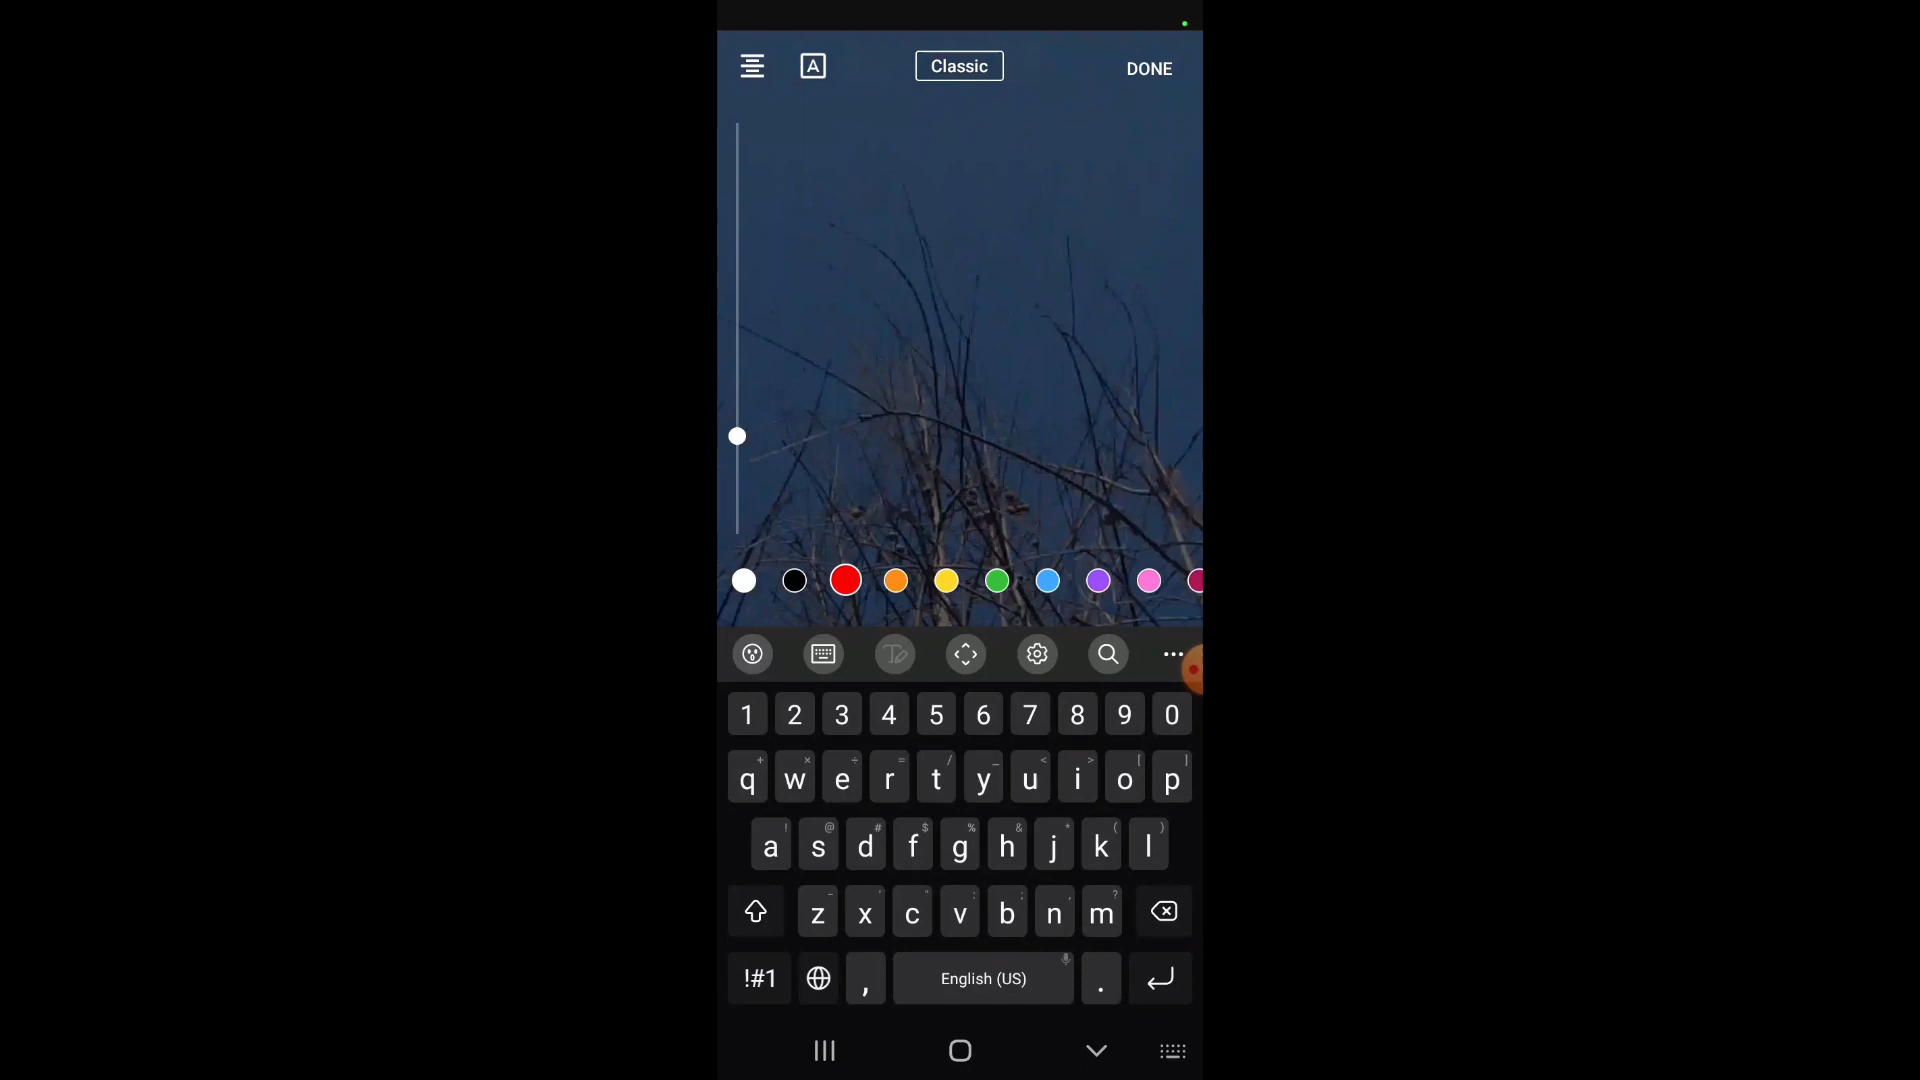 A Classic DONE
1 2 3 4 5 6 7 8 9 0
+ × ÷ = / _ < > [ ]
q w e r t y u i o p
! @ # $ % & * ( )
a s d f g h j k l
- ' " : ; , ?
z x c v b n m
!#1 , English (US) .